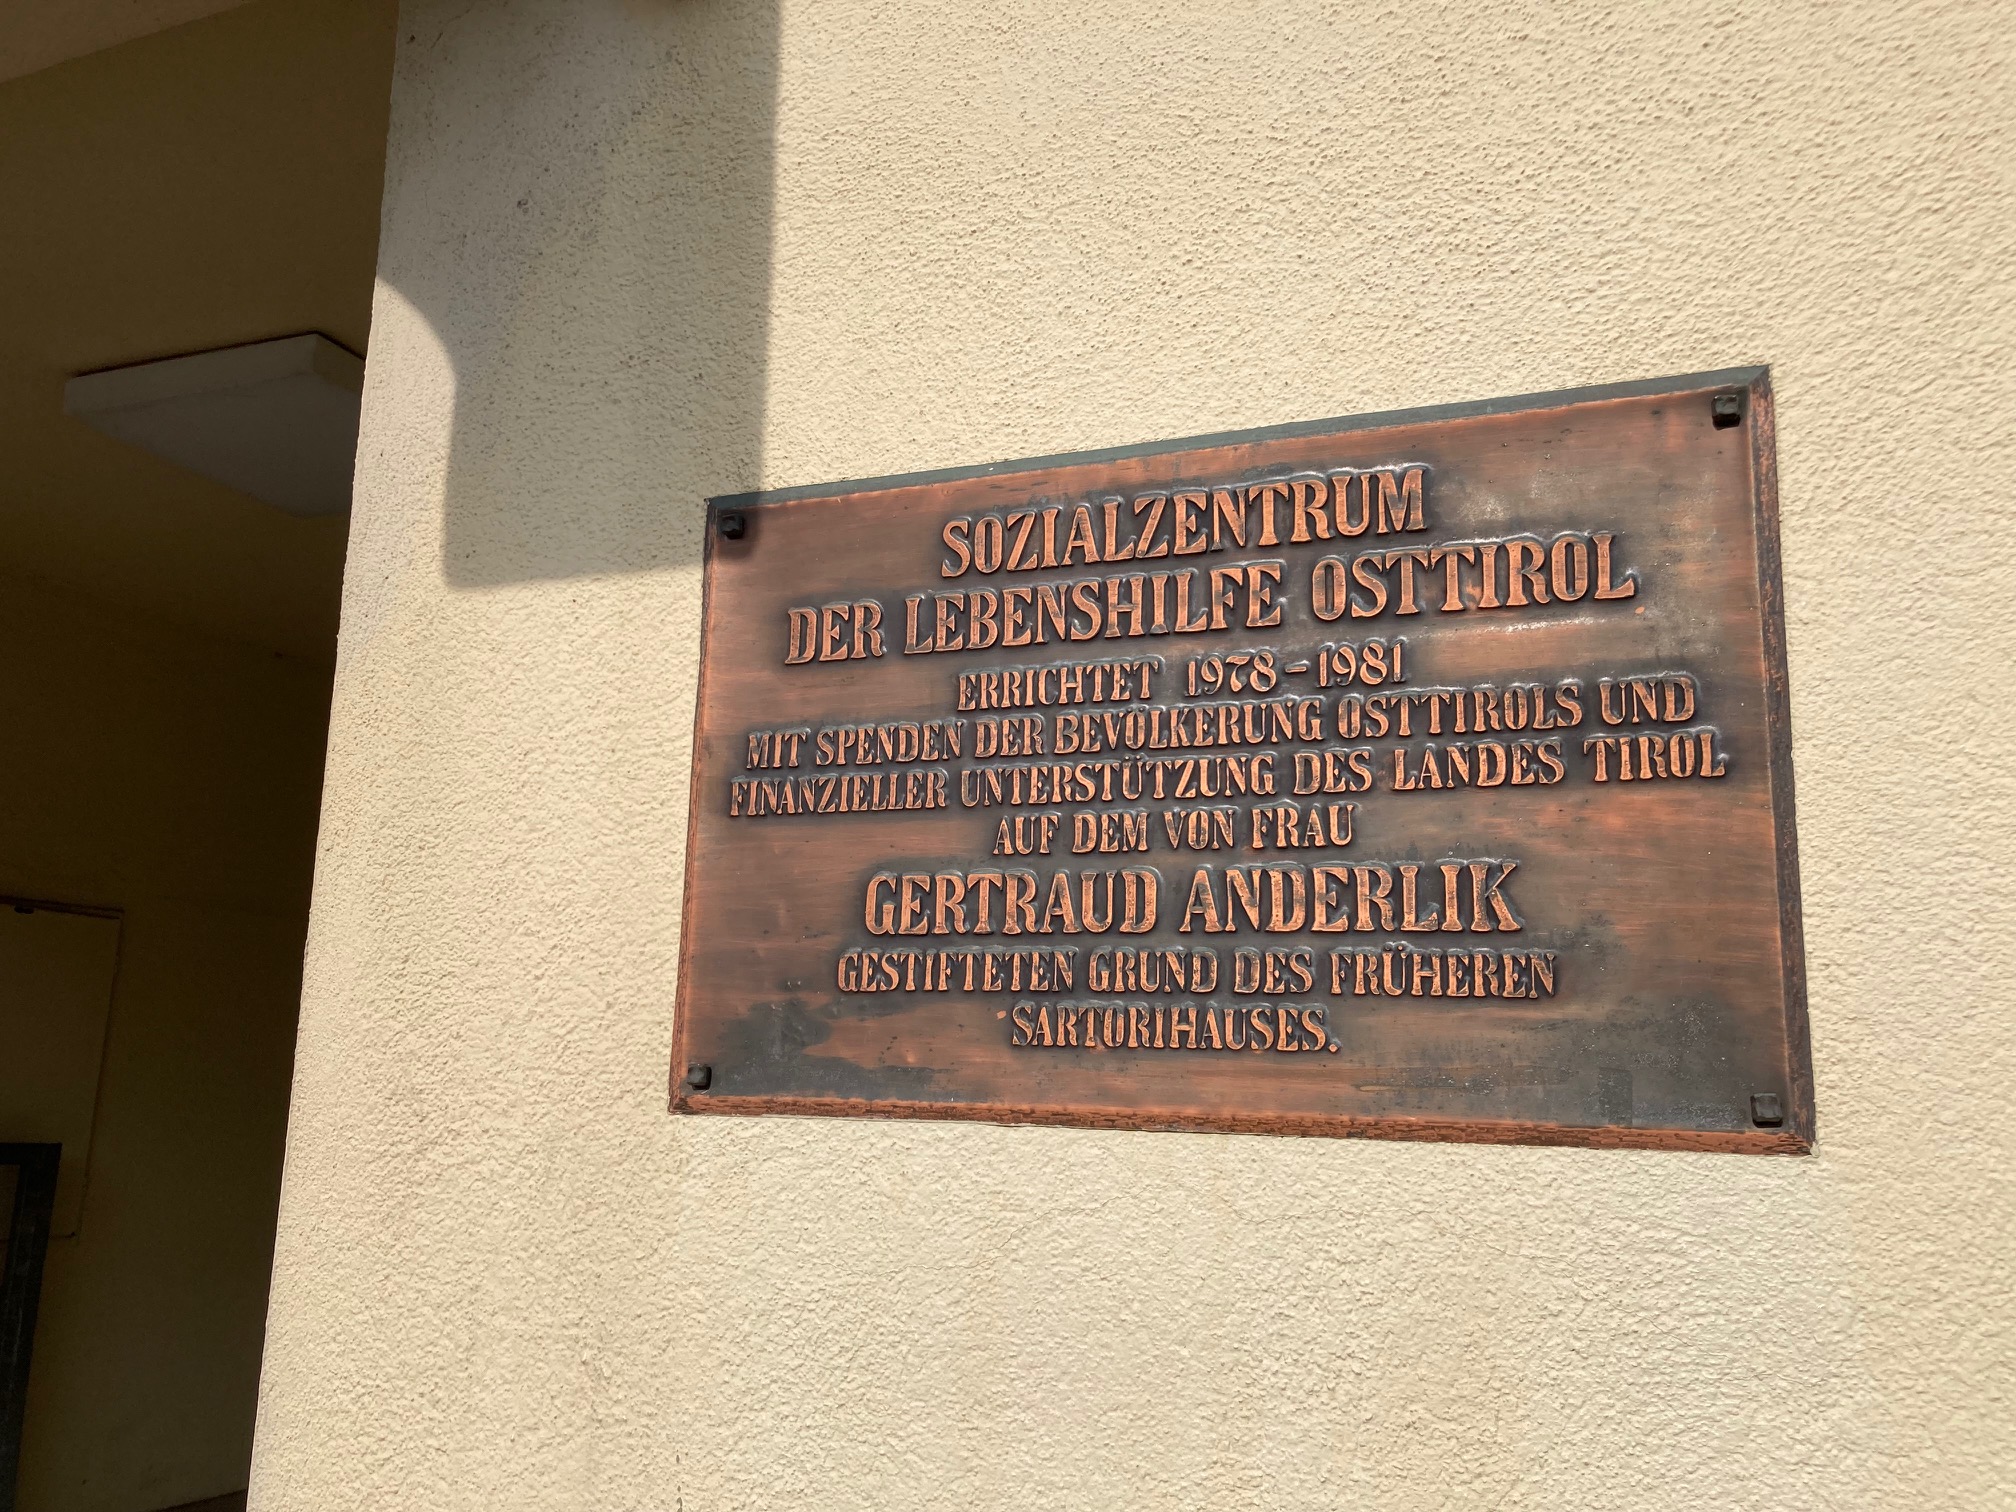 SOZIALZENTRUM
DER LEBENSHILFE OSTTIROL
ERRICHTET 1978-1981
MIT SPENDEN DER BEVÖLKERUNG OSTTIROLS UND
FINANZIELLER UNTERSTÜTZUNG DES LANDES TIROL
AUF DEM VON FRAU
GERTRAUD ANDERLIK
GESTIFTETEN GRUND DES FRÜHEREN
SARTORIHAUSES.